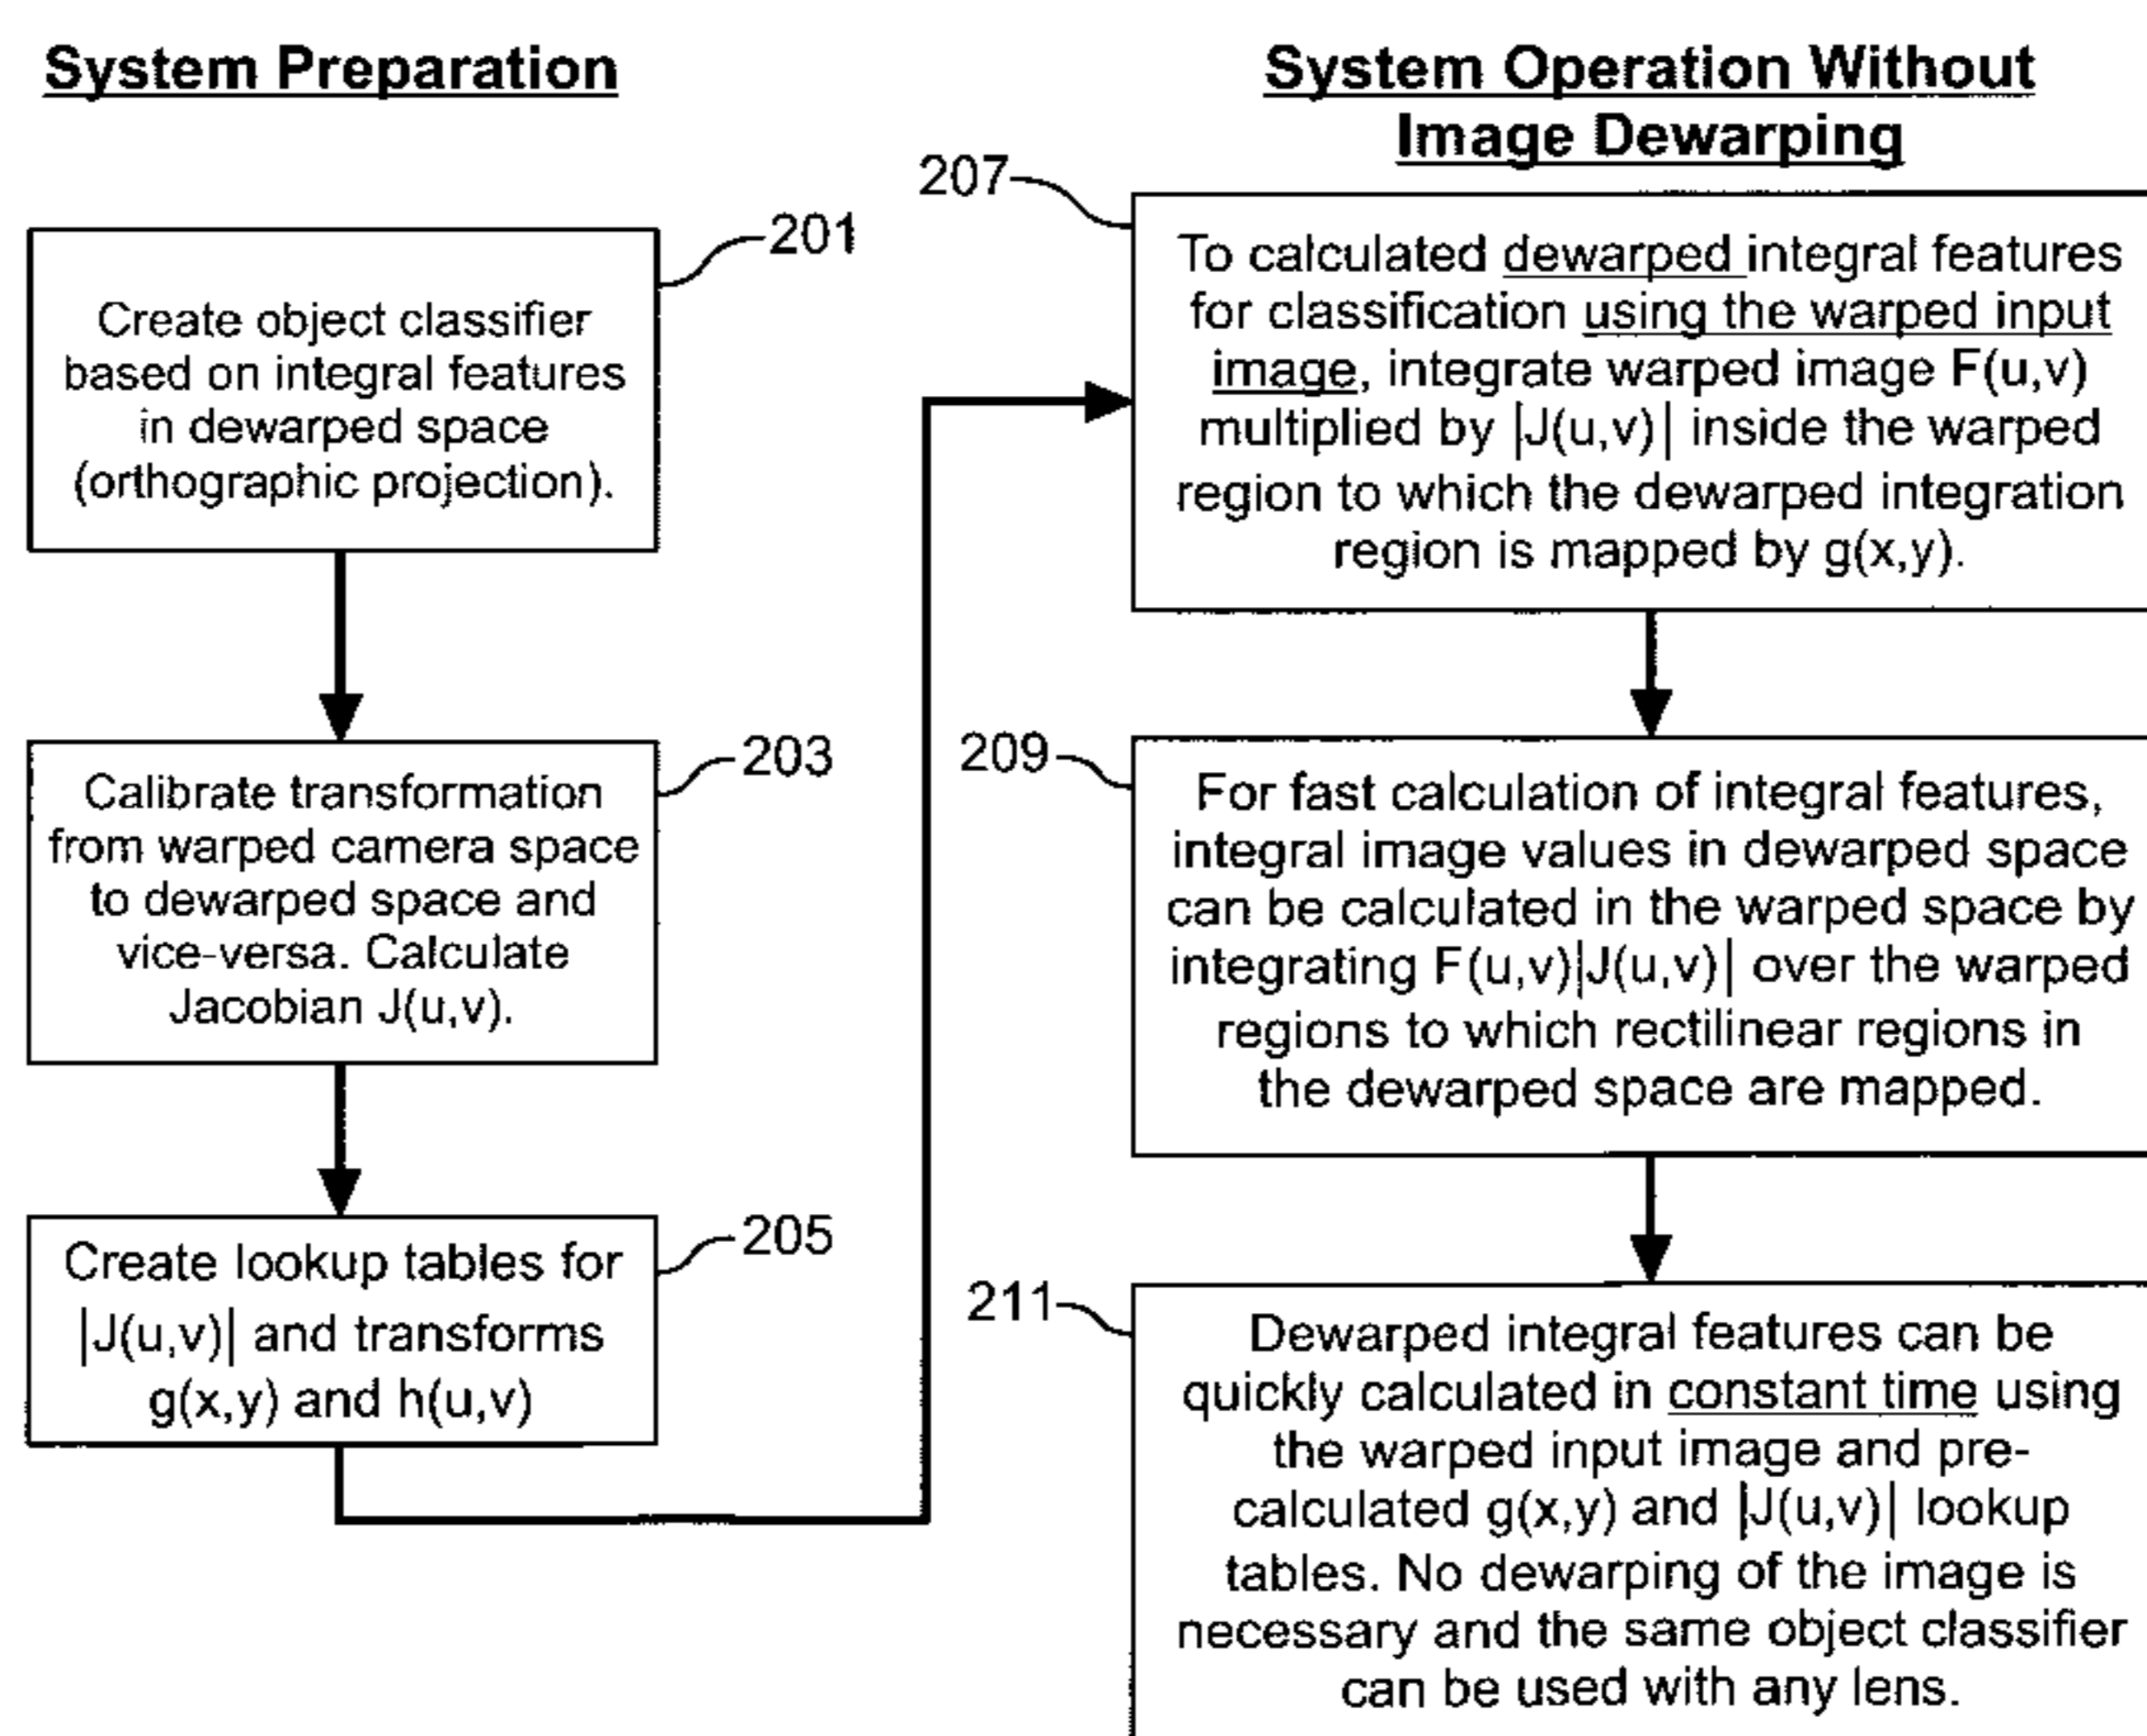 System Preparation
201
Create object classifier
based on integral features
in dewarped space
(orthographic projection).
203
Calibrate transformation
from warped camera space
to dewarped space and
vice-versa. Calculate
Jacobian J(u,v).
205
Create lookup tables for
|J(u,v)| and transforms
g(x,y) and h(u,v)
System Operation Without
Image Dewarping
207
To calculated dewarped integral features
for classification using the warped input
image, integrate warped image F(u,v)
multiplied by |J(u,v)| inside the warped
region to which the dewarped integration
region is mapped by g(x,y).
209
For fast calculation of integral features,
integral image values in dewarped space
can be calculated in the warped space by
integrating F(u,v)|J(u,v)| over the warped
regions to which rectilinear regions in
the dewarped space are mapped.
211
Dewarped integral features can be
quickly calculated in constant time using
the warped input image and pre-
calculated g(x,y) and |J(u,v)| lookup
tables. No dewarping of the image is
necessary and the same object classifier
can be used with any lens.